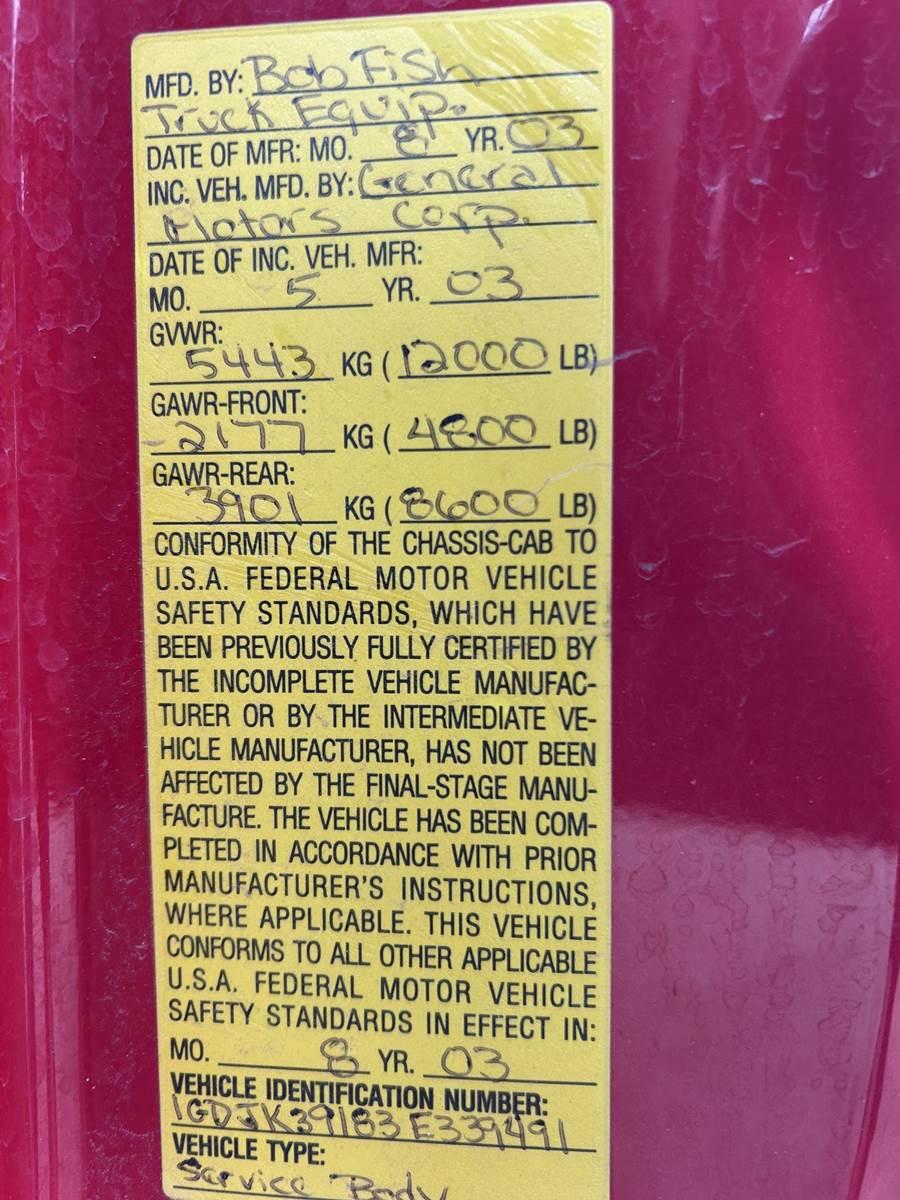 MFD. BY: Bob Fish
Truck Equip.
DATE OF MFR: MO. 8 YR. 03
INC. VEH. MFD. BY: General
Motors Corp.
DATE OF INC. VEH. MFR:
MO. 5 YR. 03
GVWR:
5443 KG (12000 LB)
GAWR-FRONT:
2177 KG (4800 LB)
GAWR-REAR:
3901 KG (8600 LB)
CONFORMITY OF THE CHASSIS-CAB TO
U.S.A. FEDERAL MOTOR VEHICLE
SAFETY STANDARDS, WHICH HAVE
BEEN PREVIOUSLY FULLY CERTIFIED BY
THE INCOMPLETE VEHICLE MANUFAC-
TURER OR BY THE INTERMEDIATE VE-
HICLE MANUFACTURER, HAS NOT BEEN
AFFECTED BY THE FINAL-STAGE MANU-
FACTURE. THE VEHICLE HAS BEEN COM-
PLETED IN ACCORDANCE WITH PRIOR
MANUFACTURER'S INSTRUCTIONS,
WHERE APPLICABLE. THIS VEHICLE
CONFORMS TO ALL OTHER APPLICABLE
U.S.A. FEDERAL MOTOR VEHICLE
SAFETY STANDARDS IN EFFECT IN:
MO. 8 YR. 03
VEHICLE IDENTIFICATION NUMBER:
1GDJK39183E339491
VEHICLE TYPE:
Service Body